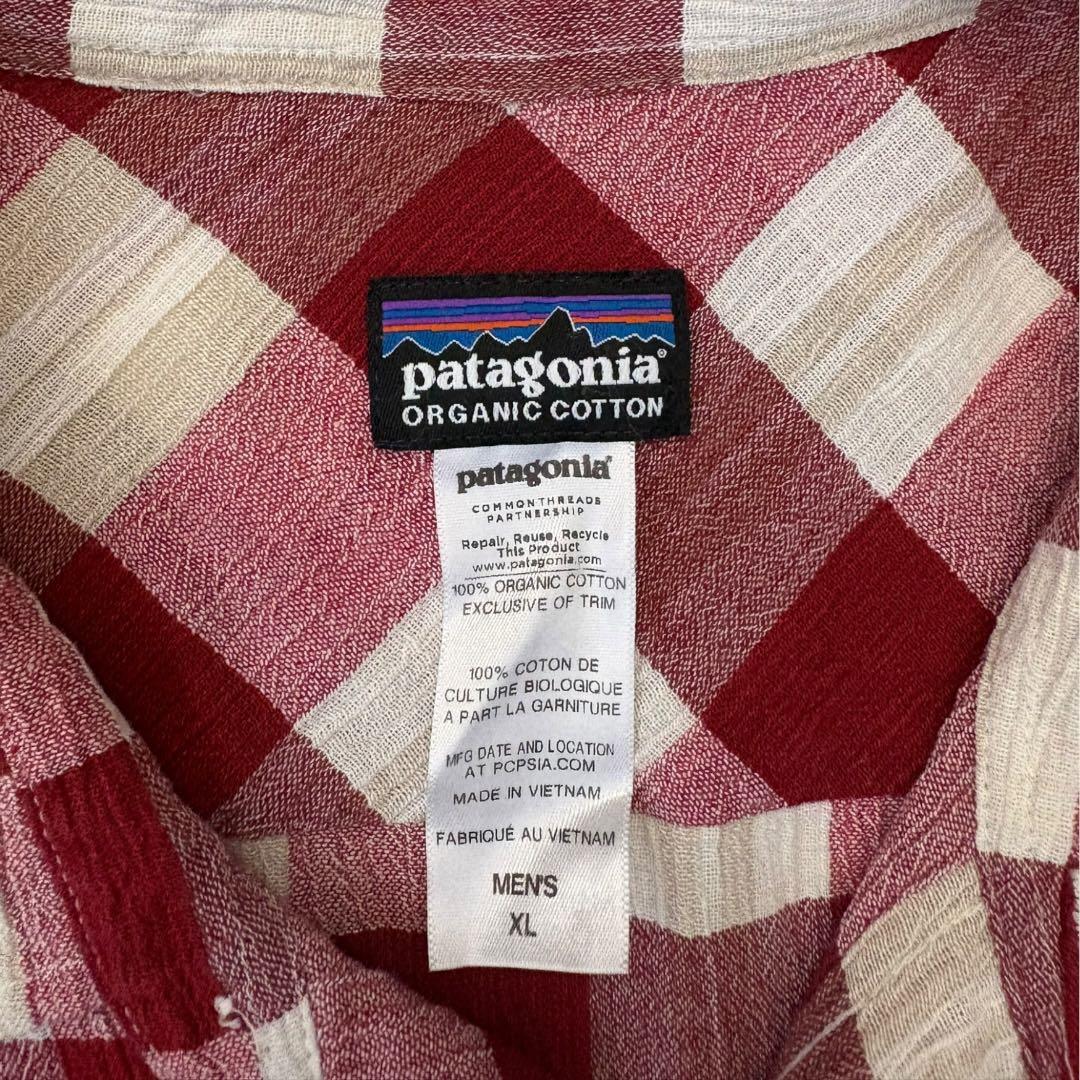 patagonia®
ORGANIC COTTON
patagonia®
COMMON THREADS
PARTNERSHIP
Repair, Reuse, Recycle
This Product
www.patagonia.com
100% ORGANIC COTTON
EXCLUSIVE OF TRIM
100% COTON DE
CULTURE BIOLOGIQUE
A PART LA GARNITURE
MFG DATE AND LOCATION
AT PCPSIA.COM
MADE IN VIETNAM
FABRIQUÉ AU VIETNAM
MEN'S
XL